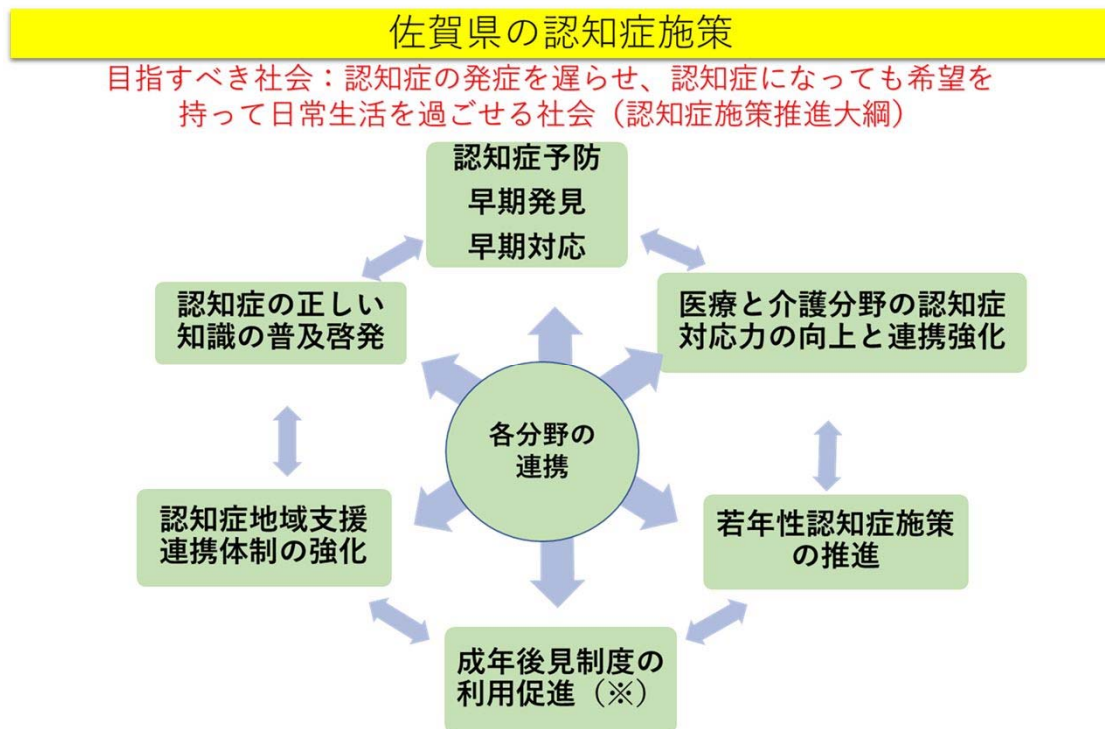 佐賀県の認知症施策
目指すべき社会：認知症の発症を遅らせ、認知症になっても希望を
持って日常生活を過ごせる社会（認知症施策推進大綱）
認知症予防
早期発見
早期対応
認知症の正しい
知識の普及啓発
医療と介護分野の認知症
対応力の向上と連携強化
各分野の
連携
認知症地域支援
連携体制の強化
若年性認知症施策
の推進
成年後見制度の
利用促進（※）